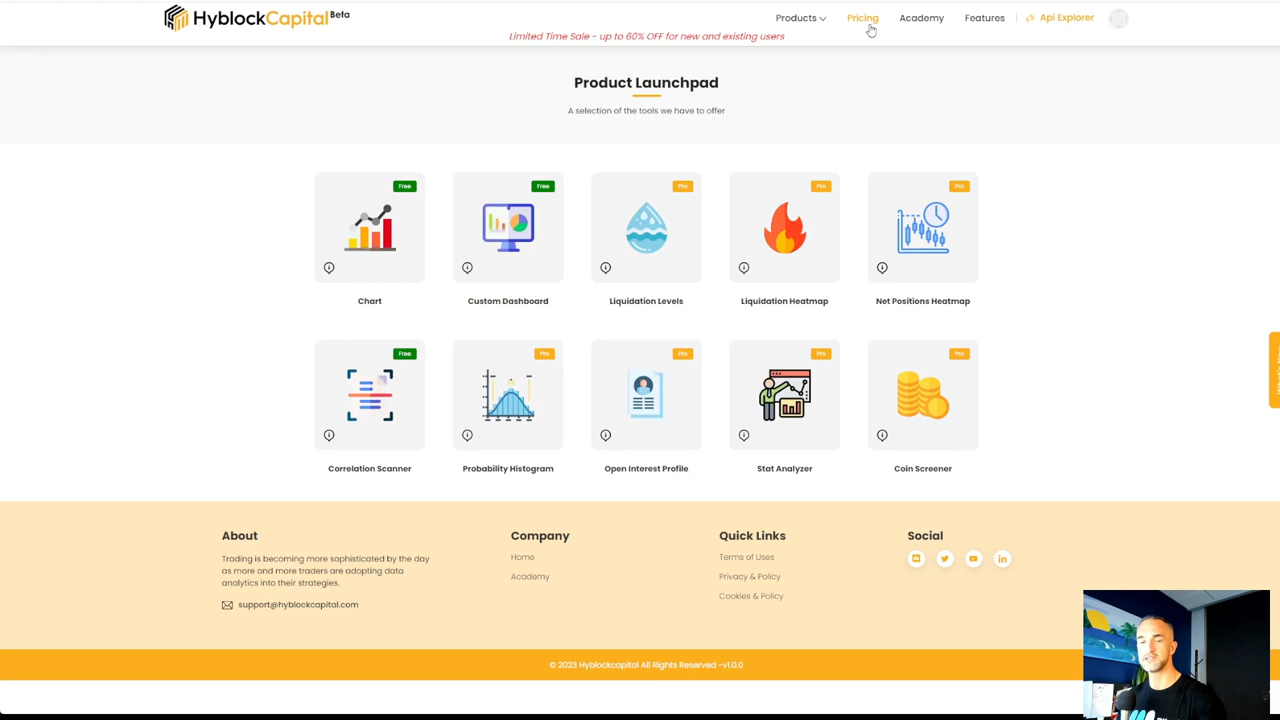 HyblockCapital Beta
Products
Pricing
Academy
Features
Api Explorer
Limited Time Sale - up to 60% OFF for new and existing users
Product Launchpad
A selection of the tools we have to offer
Free
Free
Pro
Pro
Pro
Chart
Custom Dashboard
Liquidation Levels
Liquidation Heatmap
Net Positions Heatmap
Free
Pro
Pro
Pro
Pro
Correlation Scanner
Probability Histogram
Open Interest Profile
Stat Analyzer
Coin Screener
About
Trading is becoming more sophisticated by the day
as more and more traders are adopting data
analytics into their strategies.
support@hyblockcapital.com
Company
Home
Academy
Quick Links
Terms of Uses
Privacy & Policy
Cookies & Policy
Social
© 2023 Hyblockcapital All Rights Reserved -v1.0.0